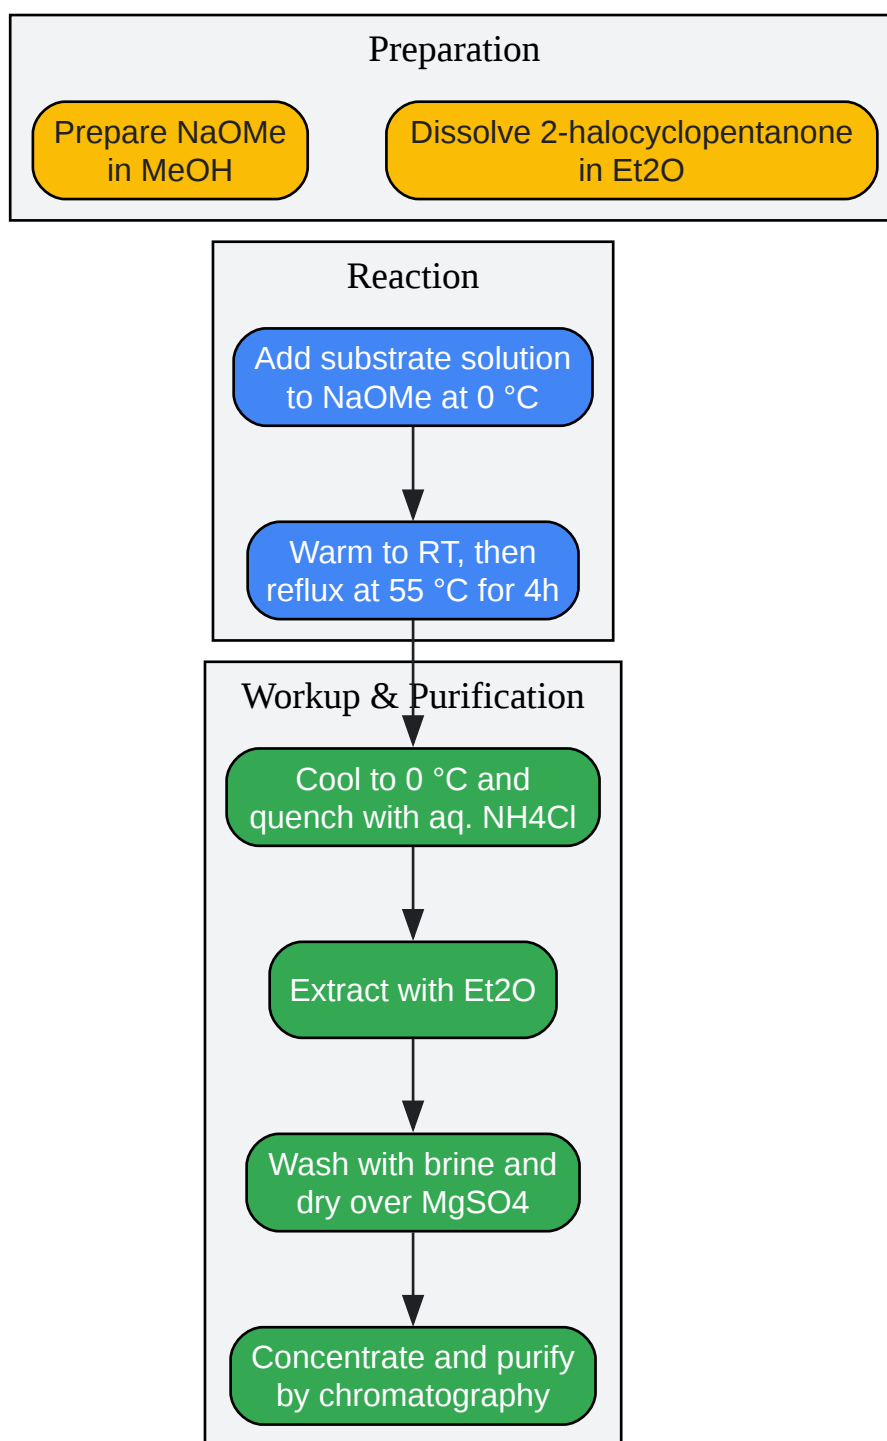 Preparation
Prepare NaOMe
in MeOH
Dissolve 2-halocyclopentanone
in Et2O
Reaction
Add substrate solution
to NaOMe at 0 °C
Warm to RT, then
reflux at 55 °C for 4h
Workup & Purification
Cool to 0 °C and
quench with aq. NH4Cl
Extract with Et2O
Wash with brine and
dry over MgSO4
Concentrate and purify
by chromatography